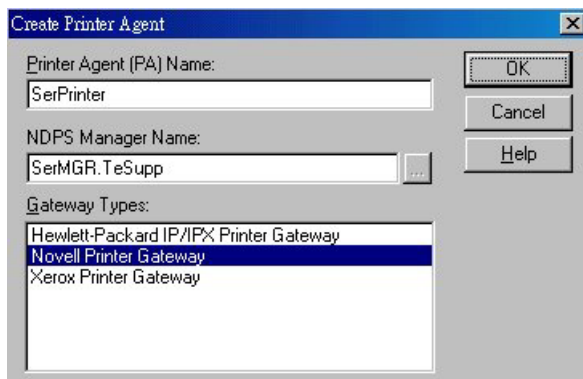 Create Printer Agent
Printer Agent (PA) Name:
SerPrinter
NDPS Manager Name:
SerMGR.TeSupp
...
Gateway Types:
Hewlett-Packard IP/IPX Printer Gateway
Novell Printer Gateway
Xerox Printer Gateway
OK
Cancel
Help